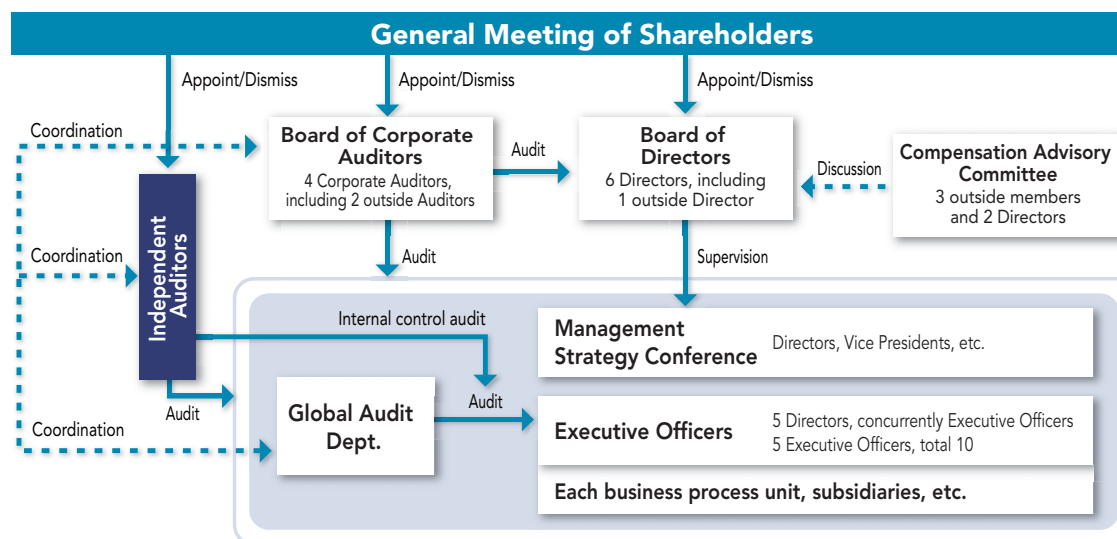 General Meeting of Shareholders
Appoint/Dismiss
Appoint/Dismiss
Appoint/Dismiss
Coordination
Board of Corporate
Auditors
4 Corporate Auditors,
including 2 outside Auditors
Audit
Board of
Directors
6 Directors, including
1 outside Director
Discussion
Compensation Advisory
Committee
3 outside members
and 2 Directors
Coordination
Independent
Auditors
Audit
Supervision
Internal control audit
Management
Strategy Conference
Directors, Vice Presidents, etc.
Audit
Coordination
Global Audit
Dept.
Audit
Executive Officers
5 Directors, concurrently Executive Officers
5 Executive Officers, total 10
Each business process unit, subsidiaries, etc.